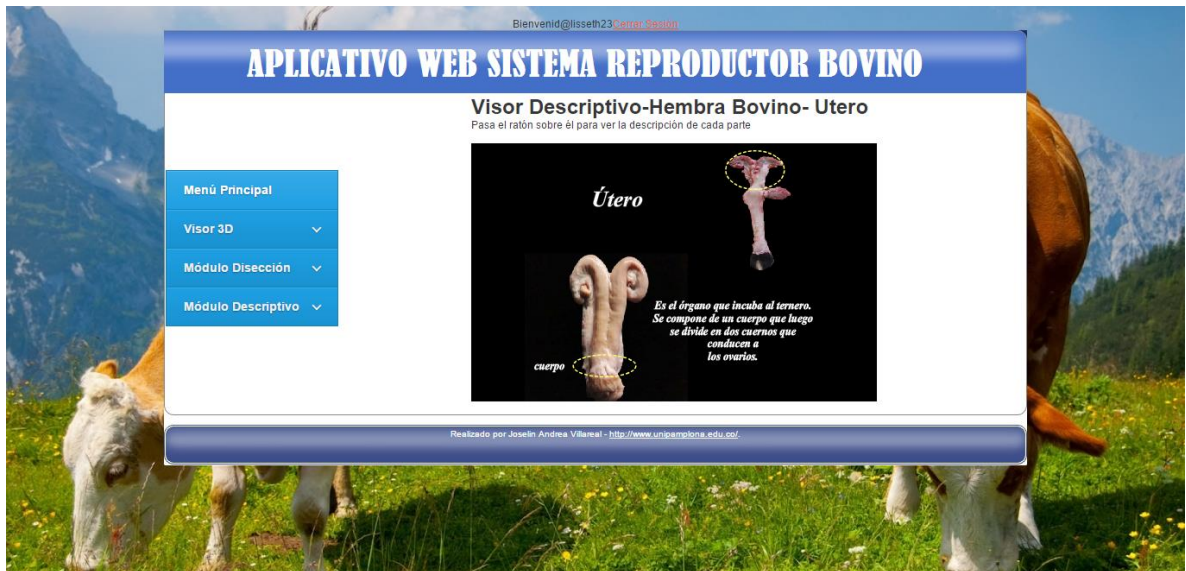 Bienvenid@lisseth23Cerrer Sesión
APLICATIVO WEB SISTEMA REPRODUCTOR BOVINO
Visor Descriptivo-Hembra Bovino- Utero
Pasa el ratón sobre él para ver la descripción de cada parte
Menú Principal
Visor 3D
Módulo Disección
Módulo Descriptivo
Útero
Es el órgano que incuba al ternero.
Se compone de un cuerpo que luego
se divide en dos cuernos que
conducen a
los ovarios.
cuerpo
Realizado por Joselin Andrea Villareal - http://www.unipamplona.edu.co/.